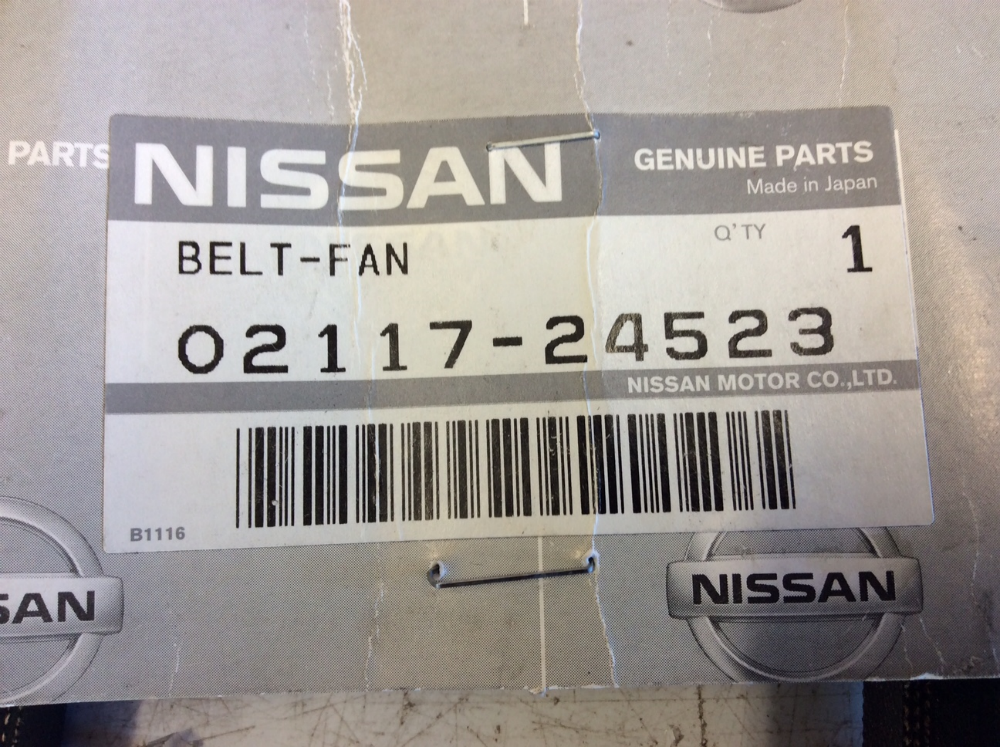 PARTS
NISSAN
GENUINE PARTS
Made in Japan
BELT-FAN
Q'TY 1
02117-24523
NISSAN MOTOR CO.,LTD.
B1116
SAN
NISSAN